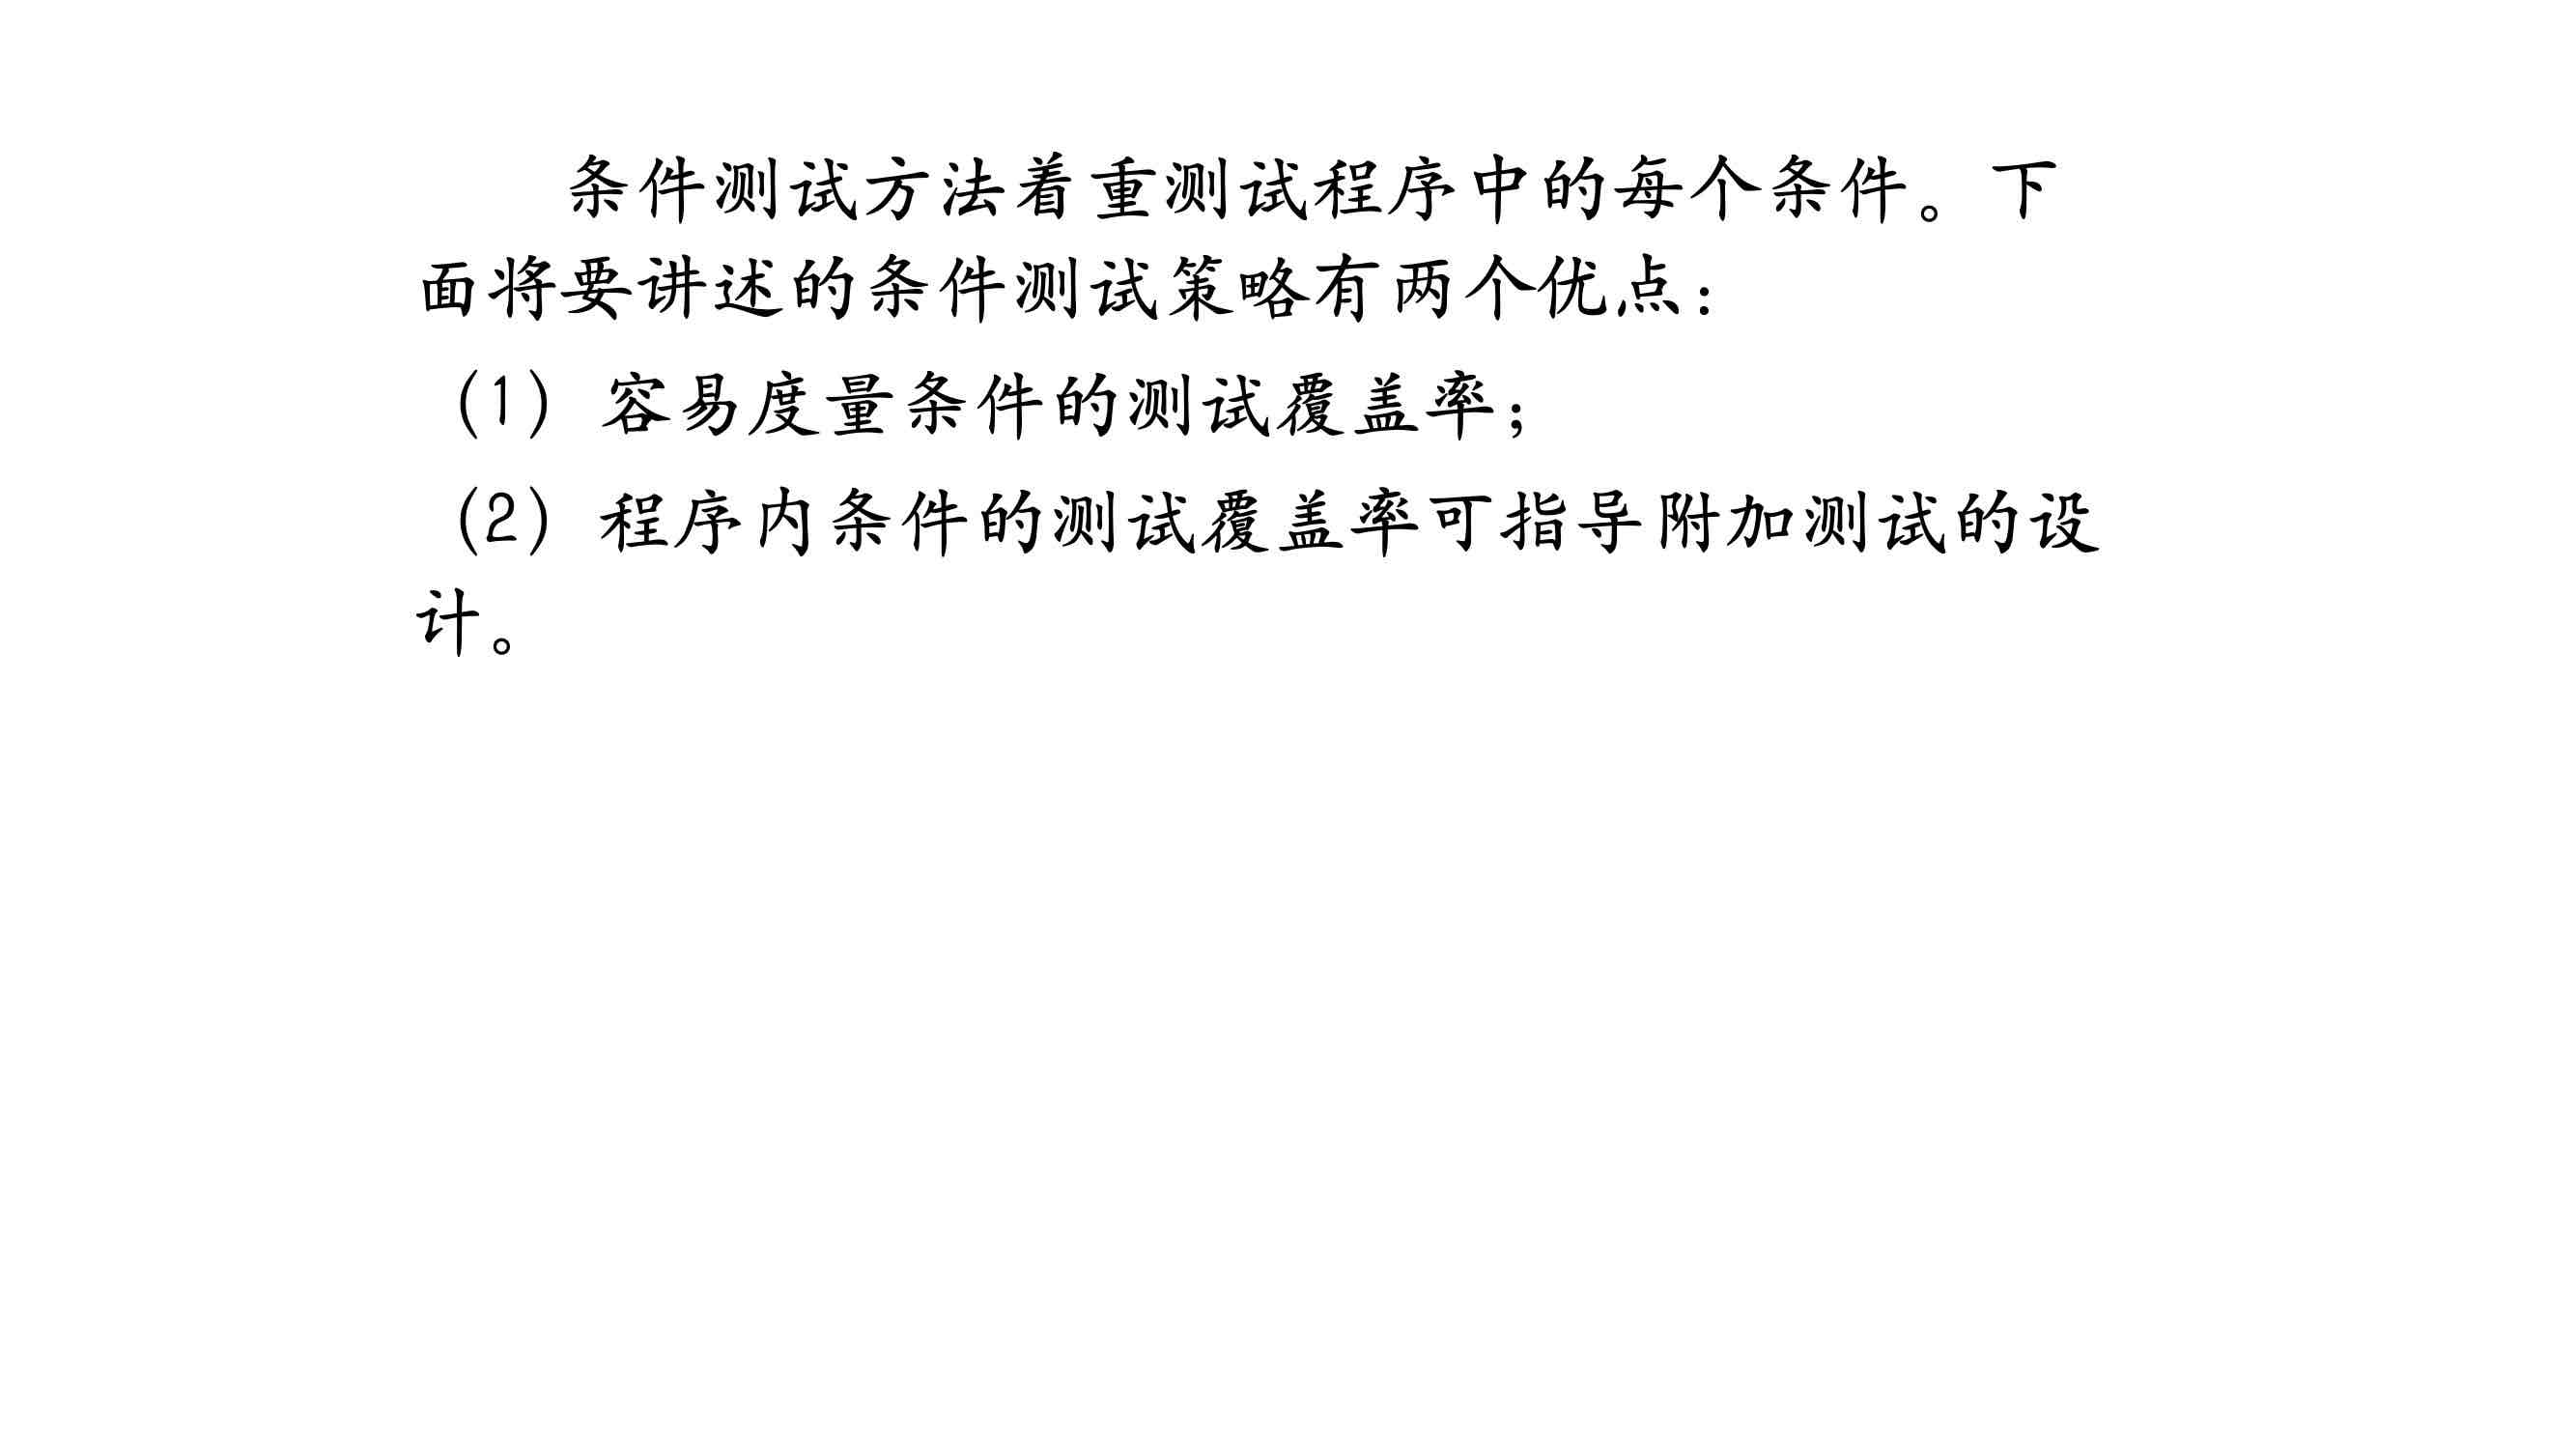 条件测试方法着重测试程序中的每个条件。下
面将要讲述的条件测试策略有两个优点：
（1）容易度量条件的测试覆盖率；
（2）程序内条件的测试覆盖率可指导附加测试的设
计。